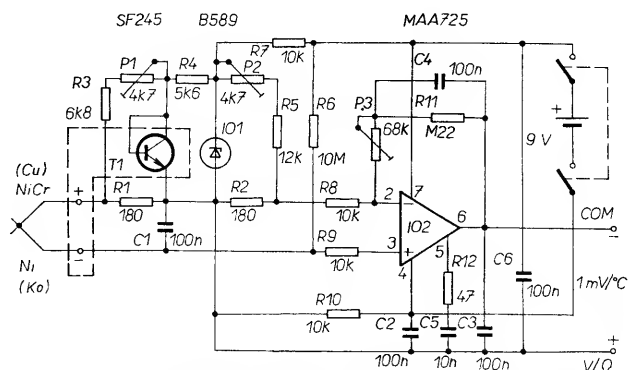 SF245 B589 MAA725
R7
10k
P1
4k7
R3
6k8
R4
5k6
P2
4k7
C4
100n
R11
M22
P3
68k
R5
12k
R6
10M
IO1
T1
9 V
+
(Cu)
NiCr
+
R1
180
R2
180
R8
10k
2
-
7
IO2
6
COM
-
C1
100n
Ni
(Ko)
-
R9
10k
3
+
4
5
R12
47
C6
100n
1mV/°C
R10
10k
C2
100n
C5
10n
C3
100n
+
V/Ω